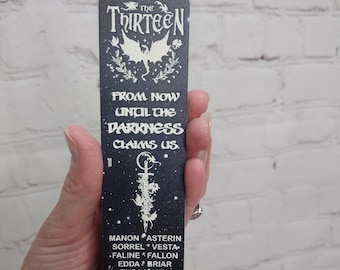 THE
THIRTEEN
FROM NOW
UNTIL THE
DARKNESS
CLAIMS US.
MANON * ASTERIN
SORREL * VESTA
FALINE * FALLON
EDDA * BRIAR